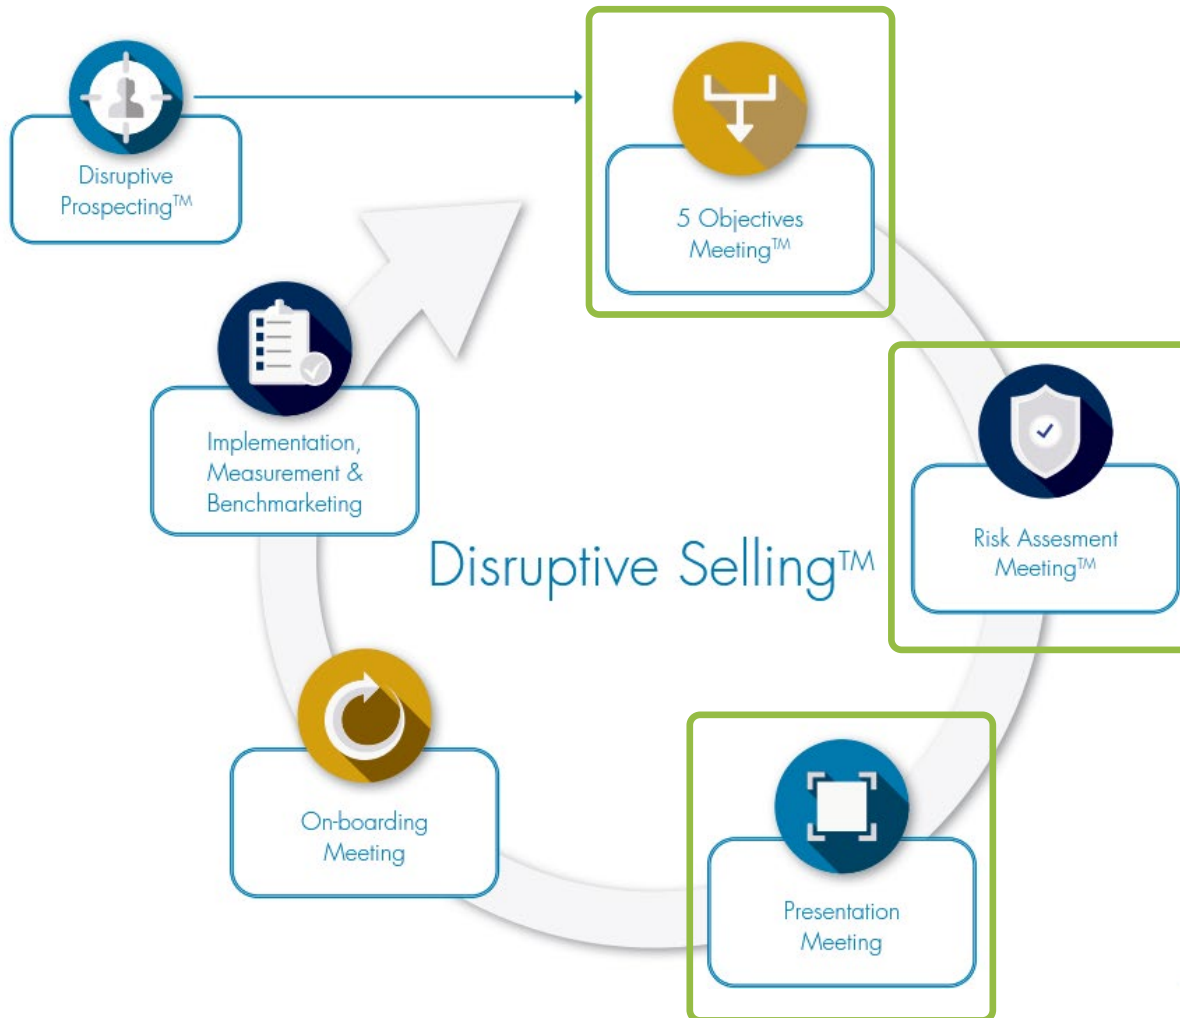 Disruptive
Prospecting™
5 Objectives
Meeting™
Risk Assesment
Meeting™
Presentation
Meeting
On-boarding
Meeting
Implementation,
Measurement &
Benchmarketing
Disruptive Selling™